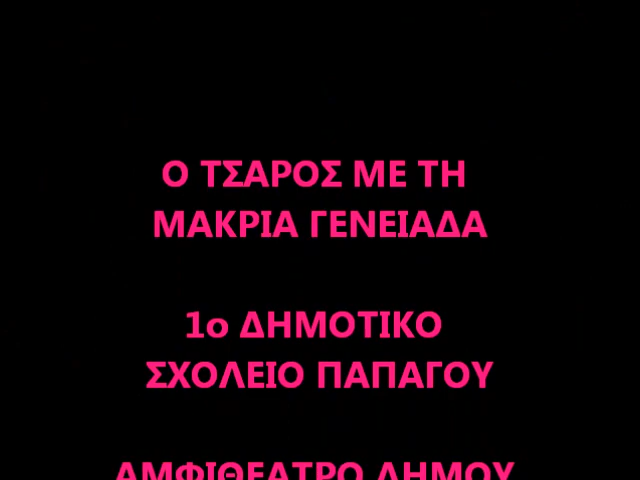 Ο ΤΣΑΡΟΣ ΜΕ ΤΗ
ΜΑΚΡΙΑ ΓΕΝΕΙΑΔΑ
1ο ΔΗΜΟΤΙΚΟ
ΣΧΟΛΕΙΟ ΠΑΠΑΓΟΥ
ΑΜΦΙΘΕΑΤΡΟ ΔΗΜΟΥ